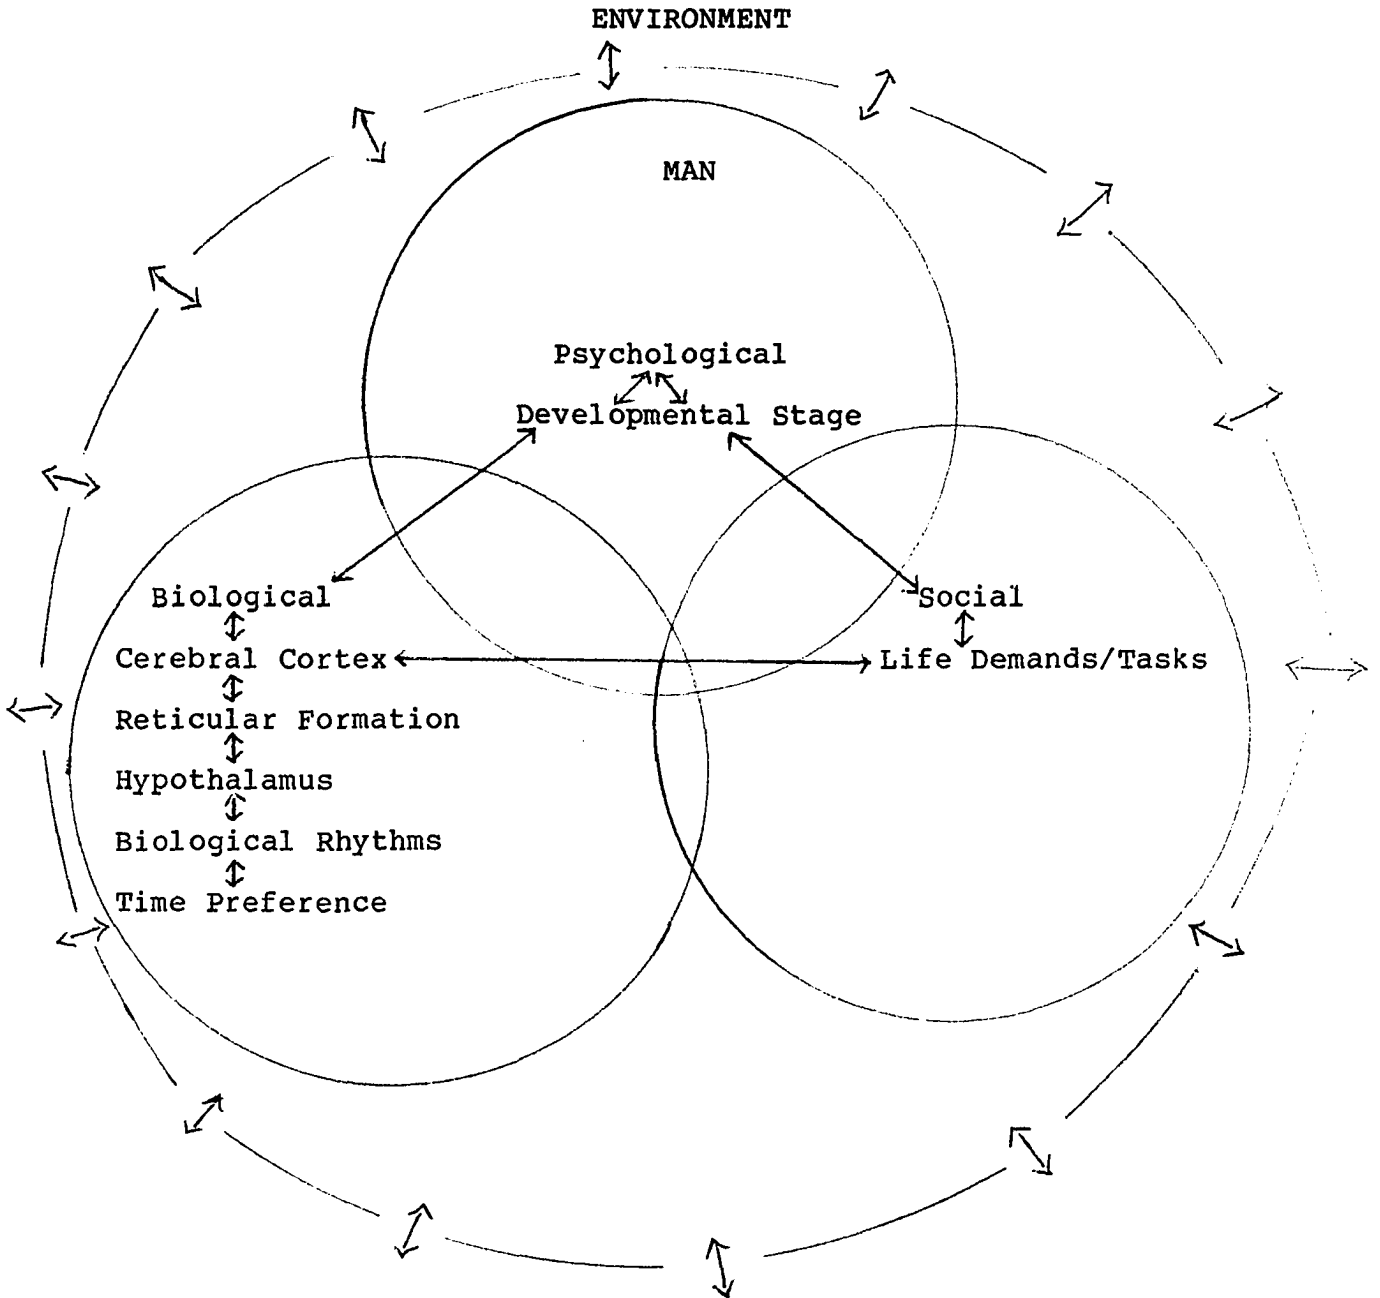 ENVIRONMENT
MAN
Psychological
Developmental Stage
Biological
Social
Cerebral Cortex
Life Demands/Tasks
Reticular Formation
Hypothalamus
Biological Rhythms
Time Preference